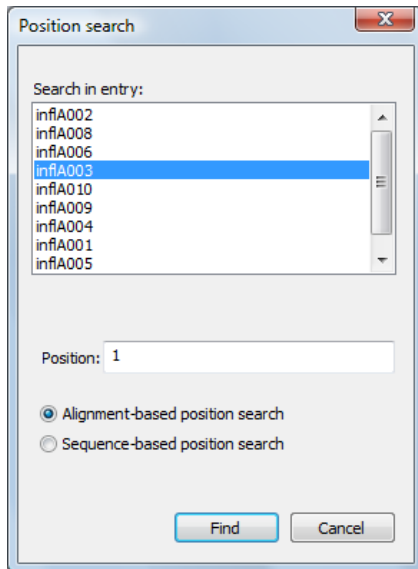 Position search
Search in entry:
inflA002
inflA008
inflA006
inflA003
inflA010
inflA009
inflA004
inflA001
inflA005
Position: 1
Alignment-based position search
Sequence-based position search
Find Cancel